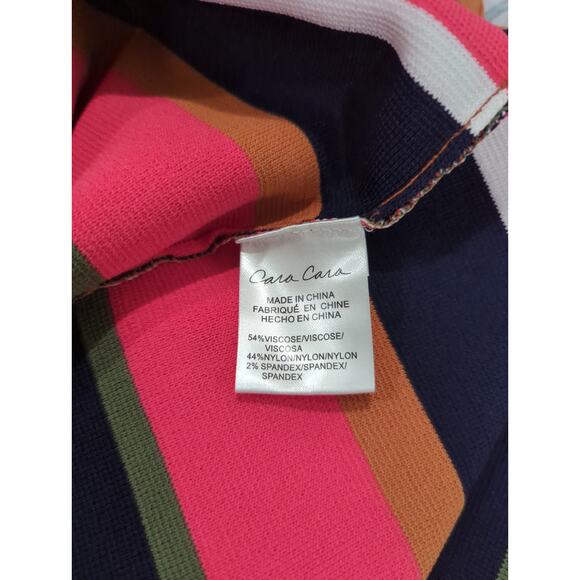 Cara Cara
MADE IN CHINA
FABRIQUÉ EN CHINE
HECHO EN CHINA
54%VISCOSE/VISCOSE/
VISCOSA
44%NYLON/NYLON/NYLON
2% SPANDEX/SPANDEX/
SPANDEX